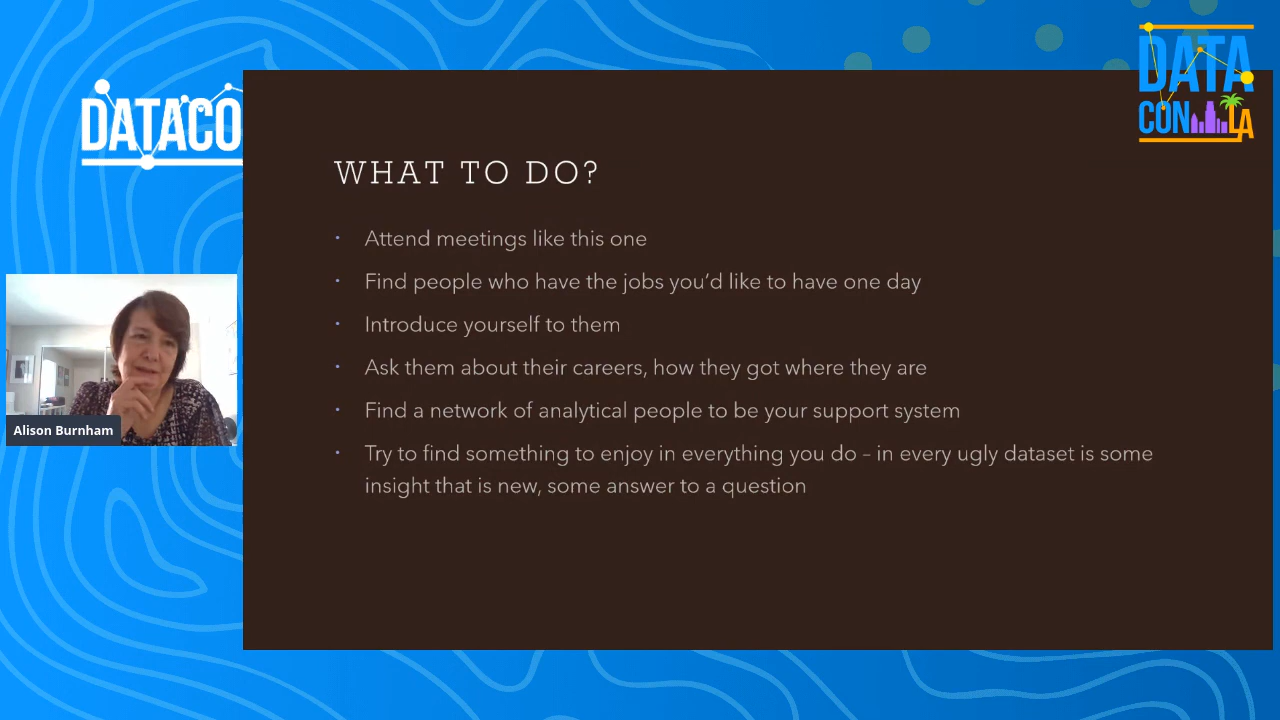 DATACO
DATA
CON LA
WHAT TO DO?
• Attend meetings like this one
• Find people who have the jobs you’d like to have one day
• Introduce yourself to them
• Ask them about their careers, how they got where they are
• Find a network of analytical people to be your support system
• Try to find something to enjoy in everything you do – in every ugly dataset is some
insight that is new, some answer to a question
Alison Burnham